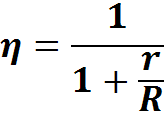 η = 1 / (1 + r/R)